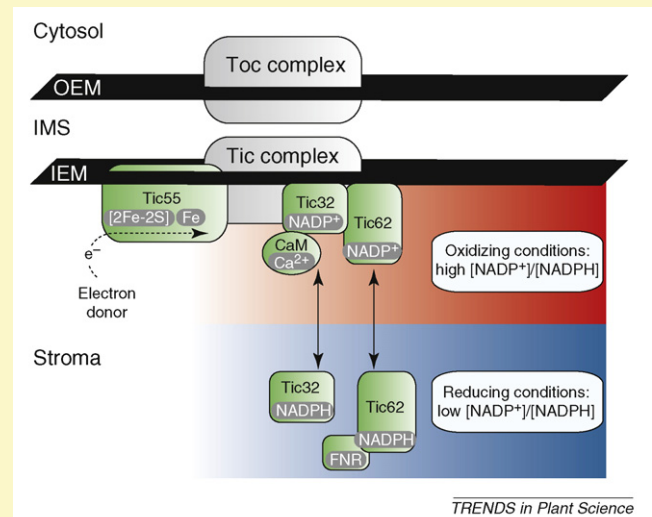 Cytosol
Toc complex
OEM
IMS
Tic complex
IEM
Tic55
[2Fe-2S] Fe
e–
Electron
donor
Tic32
NADP+
CaM
Ca2+
Tic62
NADP+
Oxidizing conditions:
high [NADP+]/[NADPH]
Stroma
Tic32
NADPH
Tic62
NADPH
FNR
Reducing conditions:
low [NADP+]/[NADPH]
TRENDS in Plant Science